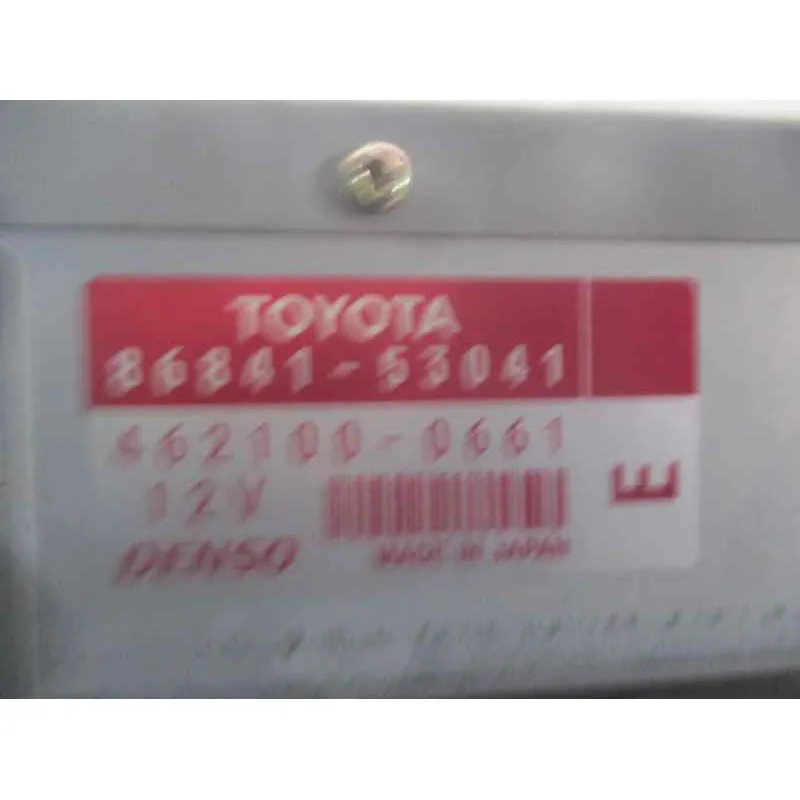 TOYOTA
86841-53041
462100-0661
12V
E
DENSO
MADE IN JAPAN